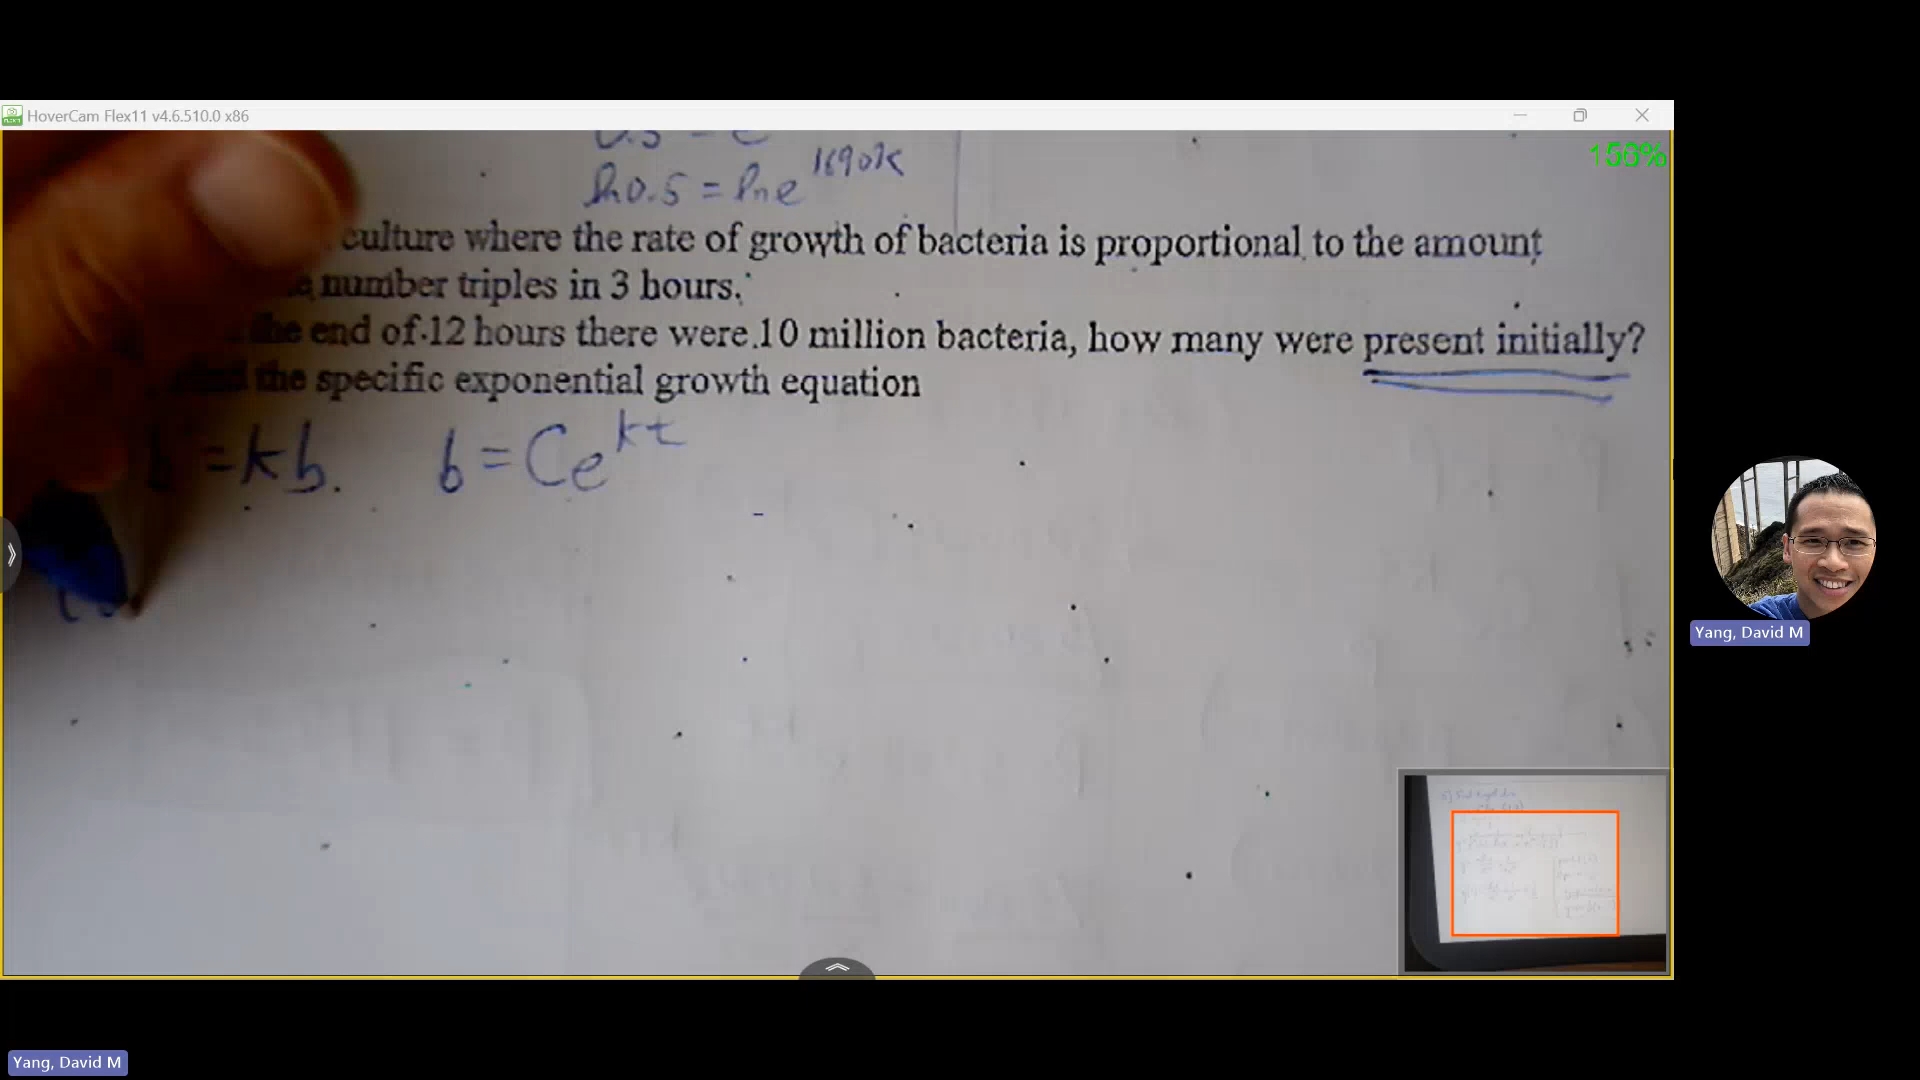 HoverCam Flex11 v4.6.510.0 x86
156%
ln0.5 = lne^1690k
culture where the rate of growth of bacteria is proportional to the amount
number triples in 3 hours.
the end of 12 hours there were 10 million bacteria, how many were present initially?
the specific exponential growth equation
= kb. b = Ce^kt
Yang, David M
Yang, David M